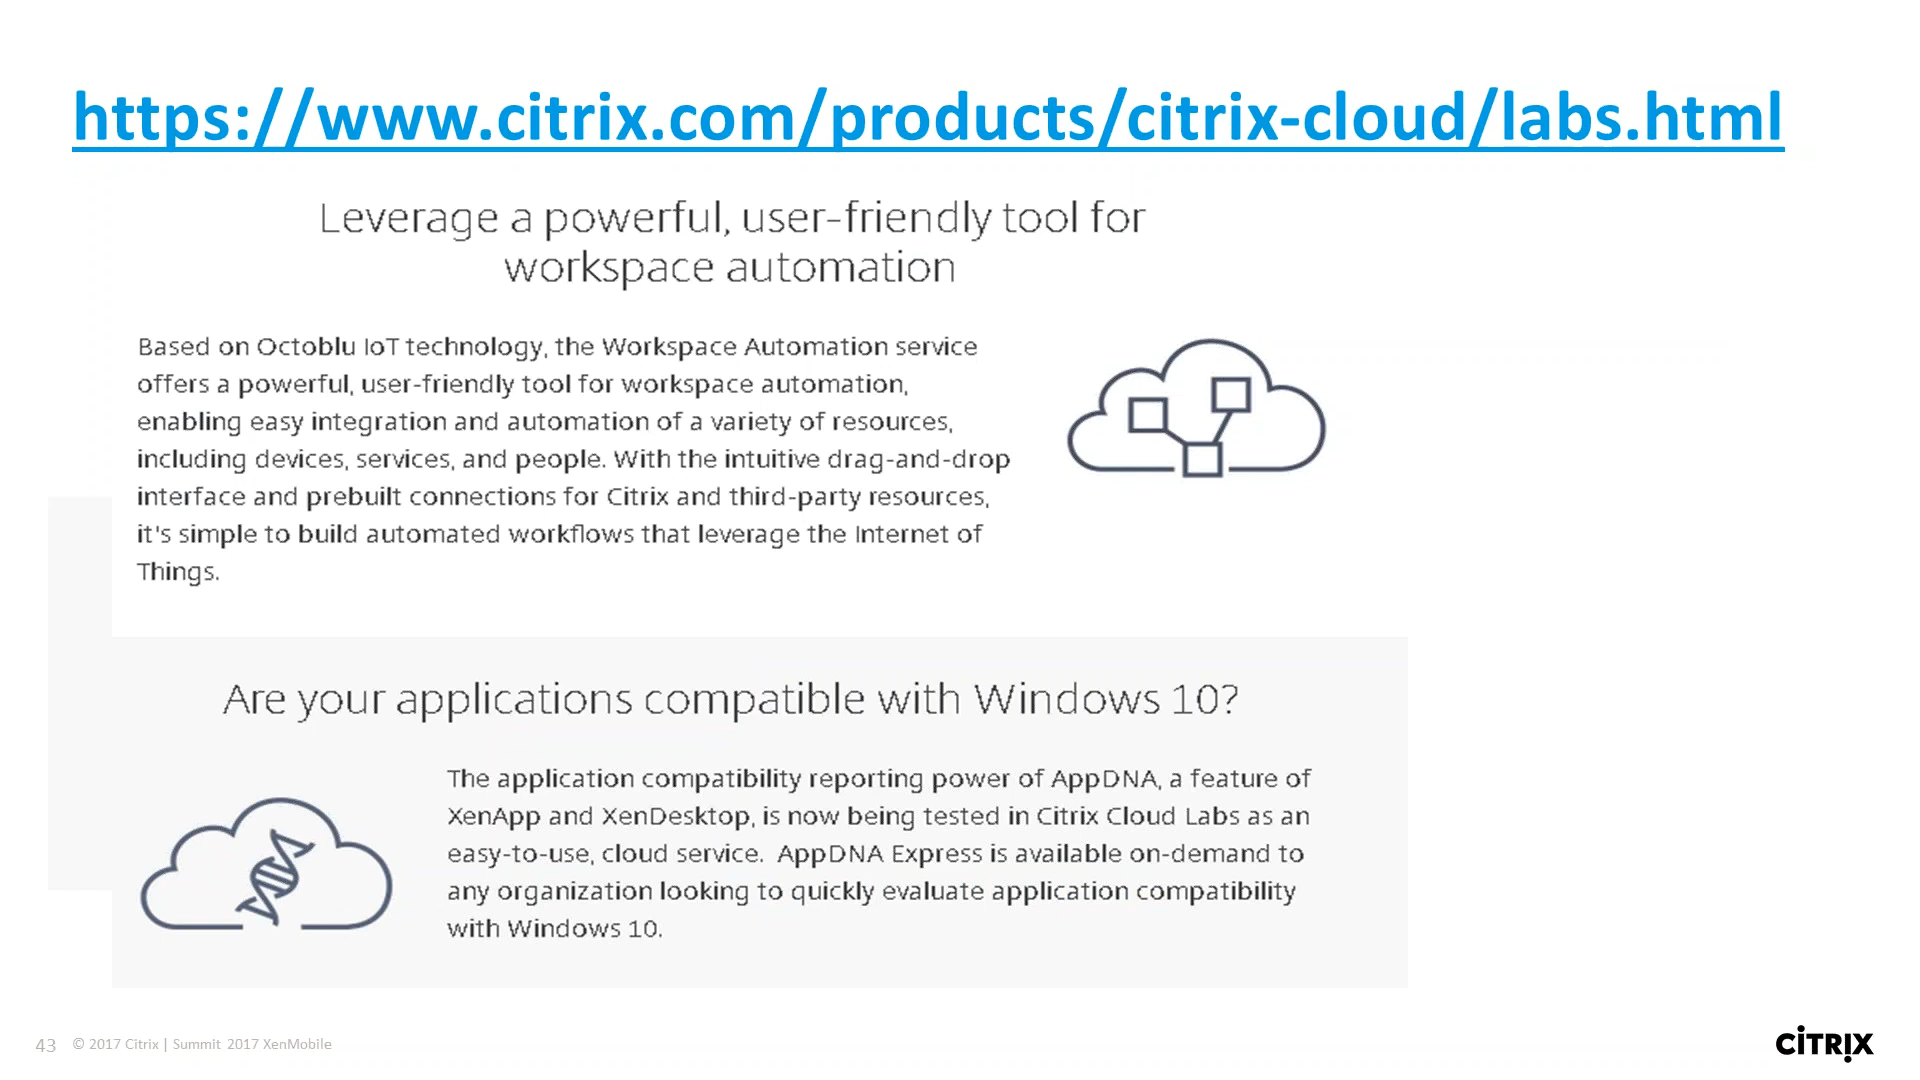 https://www.citrix.com/products/citrix-cloud/labs.html
Leverage a powerful, user-friendly tool for
workspace automation
Based on Octoblu IoT technology, the Workspace Automation service
offers a powerful, user-friendly tool for workspace automation,
enabling easy integration and automation of a variety of resources,
including devices, services, and people. With the intuitive drag-and-drop
interface and prebuilt connections for Citrix and third-party resources,
it's simple to build automated workflows that leverage the Internet of
Things.
Are your applications compatible with Windows 10?
The application compatibility reporting power of AppDNA, a feature of
XenApp and XenDesktop, is now being tested in Citrix Cloud Labs as an
easy-to-use, cloud service. AppDNA Express is available on-demand to
any organization looking to quickly evaluate application compatibility
with Windows 10.
43 © 2017 Citrix | Summit 2017 XenMobile
CITRIX